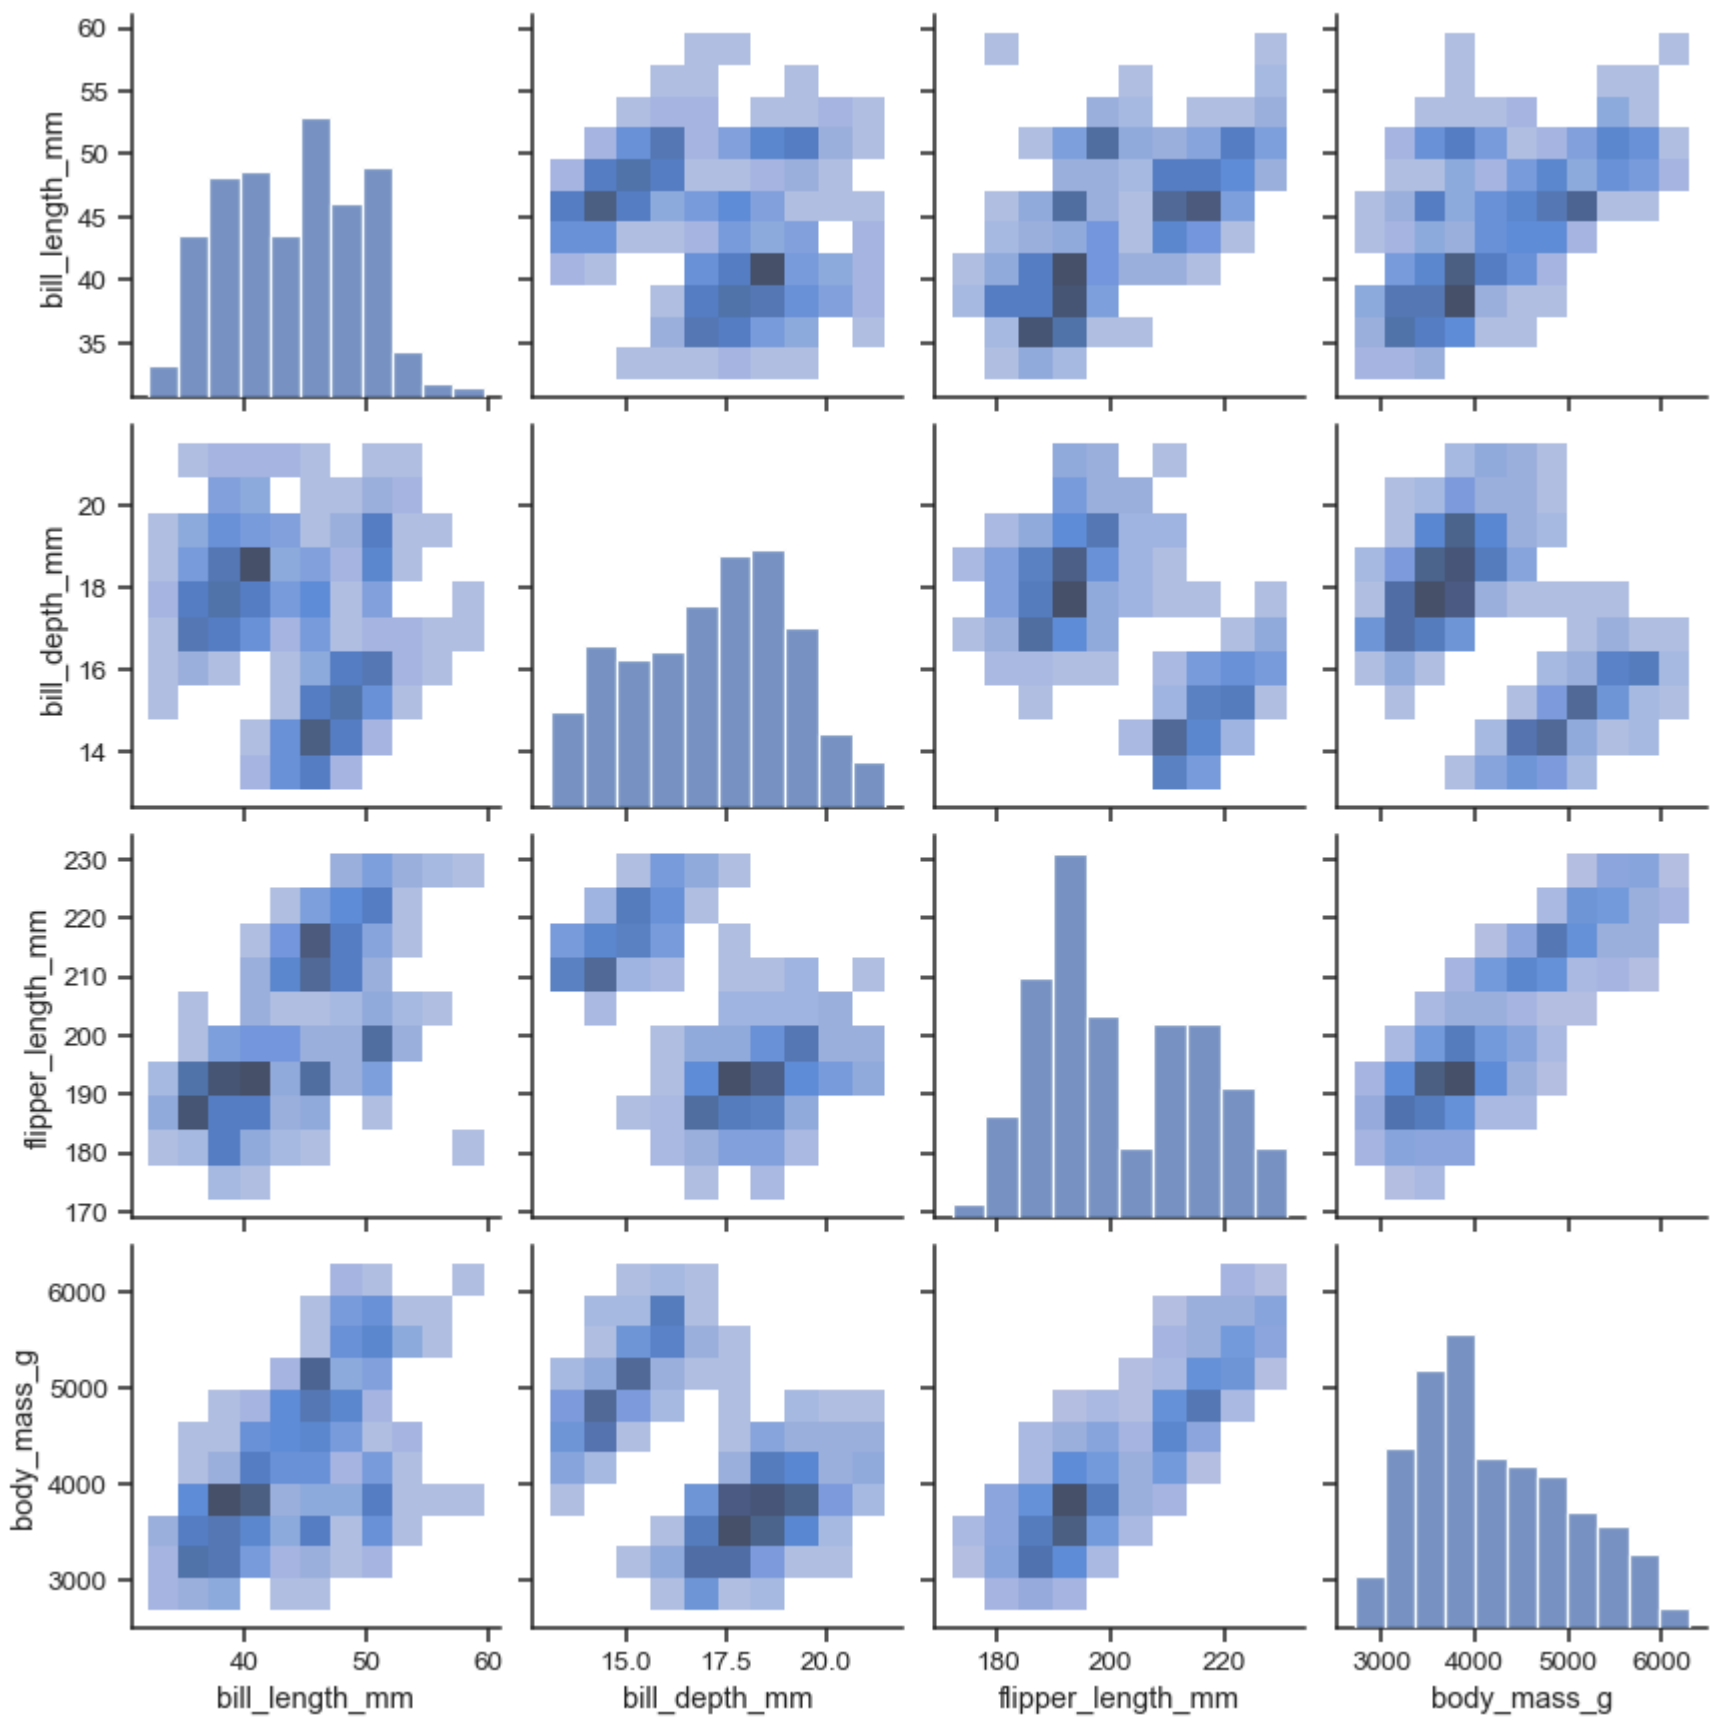 60
55
50
45
40
35
bill_length_mm
20
18
16
14
bill_depth_mm
230
220
210
200
190
180
170
flipper_length_mm
6000
5000
4000
3000
body_mass_g
40 50 60
bill_length_mm
15.0 17.5 20.0
bill_depth_mm
180 200 220
flipper_length_mm
3000 4000 5000 6000
body_mass_g